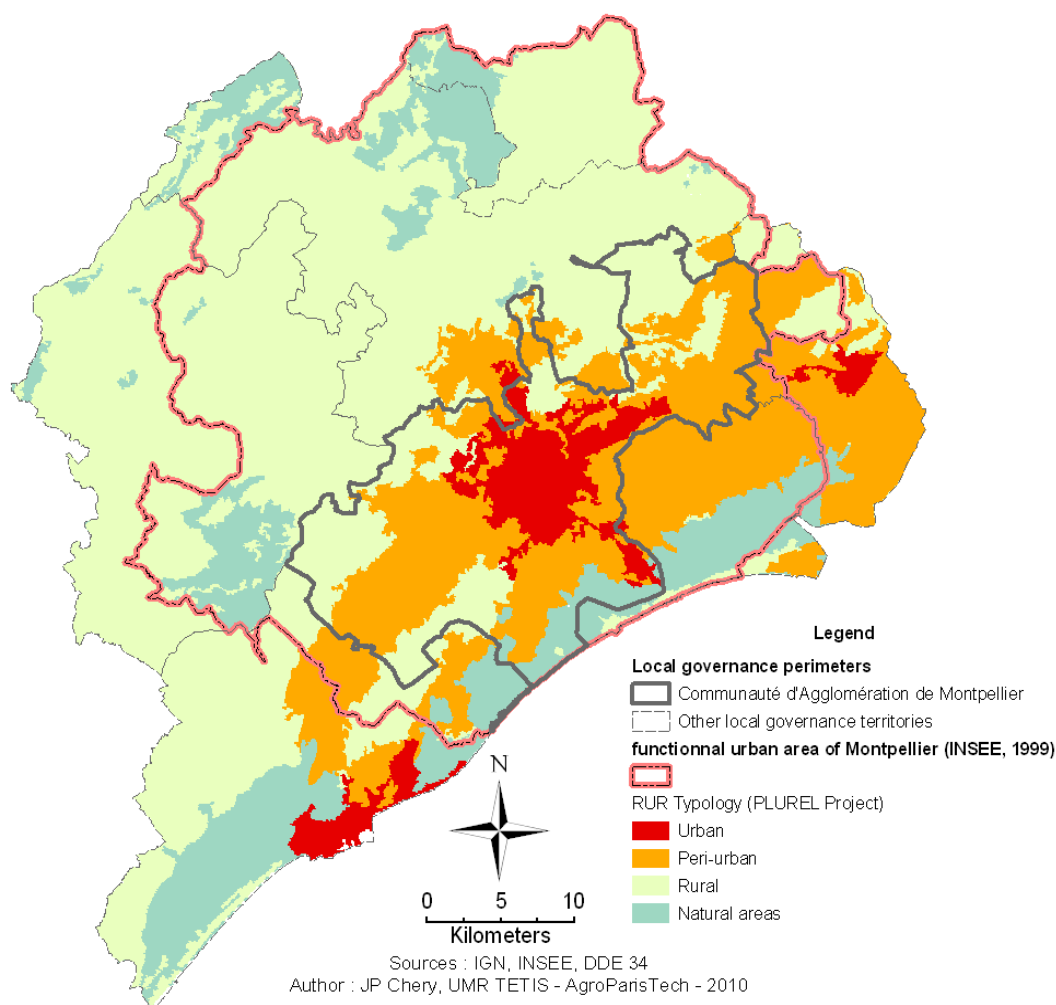 Legend
Local governance perimeters
Communauté d'Agglomération de Montpellier
Other local governance territories
functionnal urban area of Montpellier (INSEE, 1999)
RUR Typology (PLUREL Project)
Urban
Peri-urban
Rural
Natural areas
N
0 5 10
Kilometers
Sources : IGN, INSEE, DDE 34
Author : JP Chery, UMR TETIS - AgroParisTech - 2010